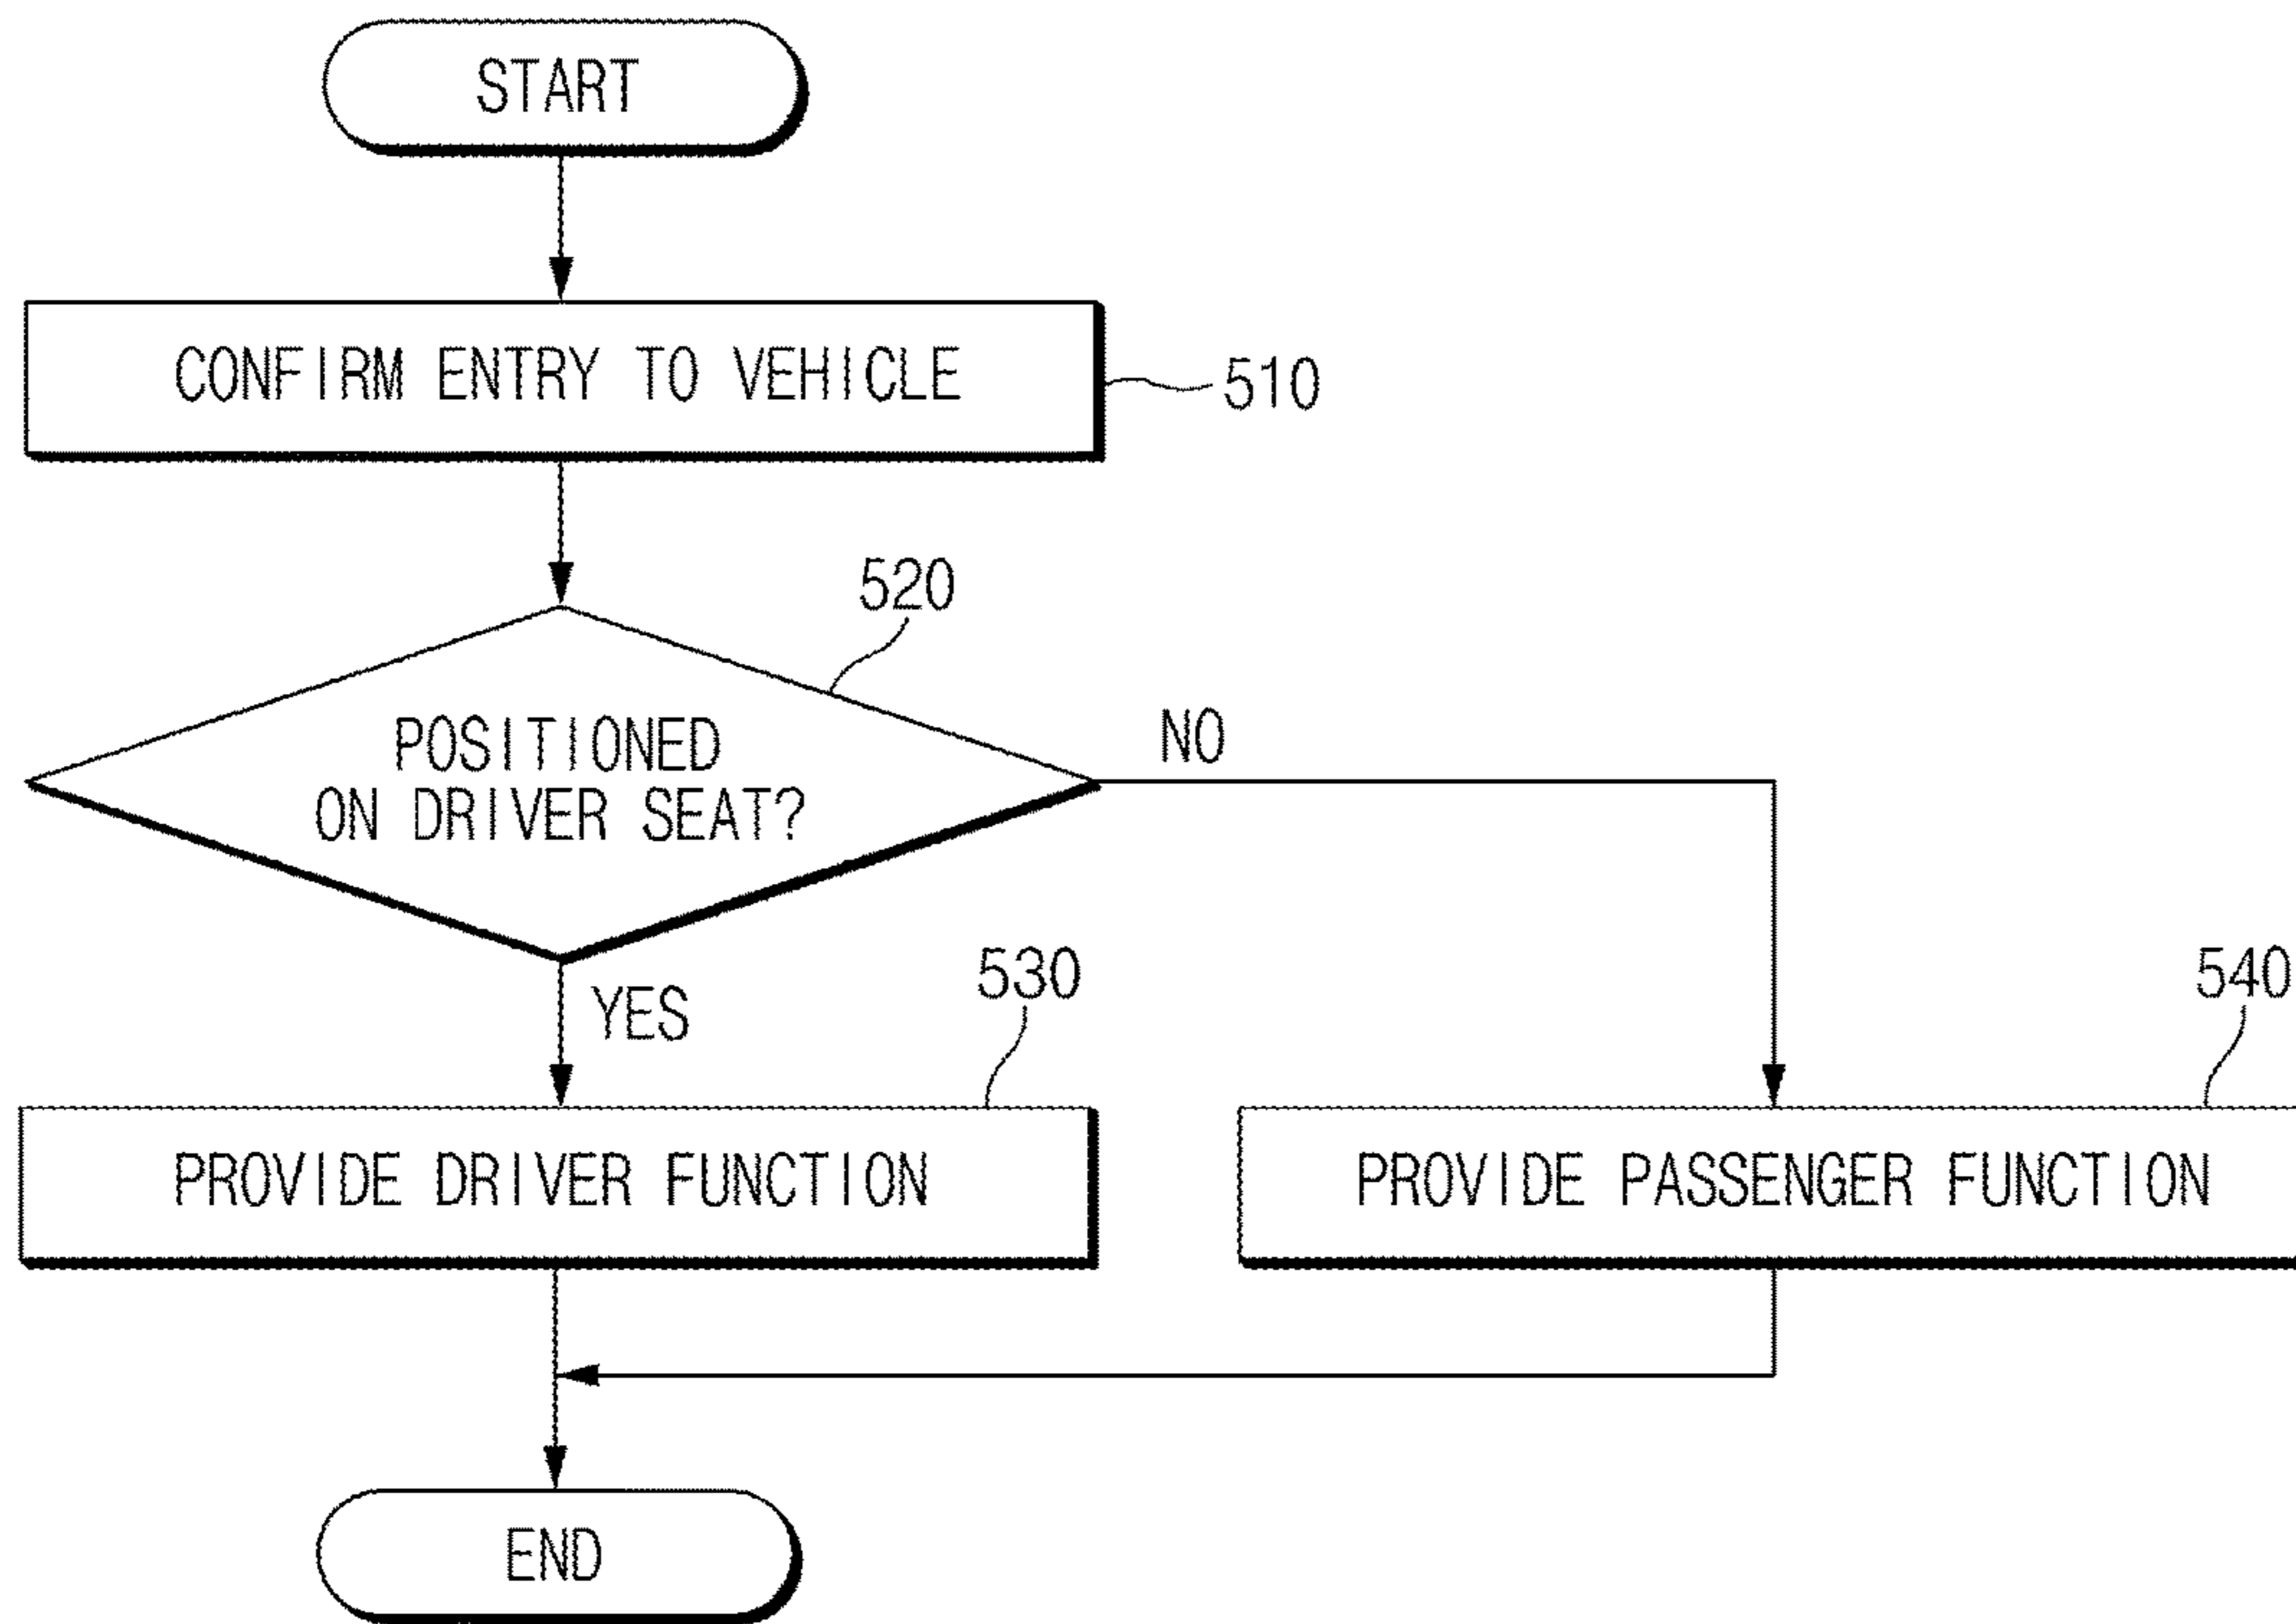 START
CONFIRM ENTRY TO VEHICLE
510
520
POSITIONED
ON DRIVER SEAT?
NO
YES
530
540
PROVIDE DRIVER FUNCTION
PROVIDE PASSENGER FUNCTION
END